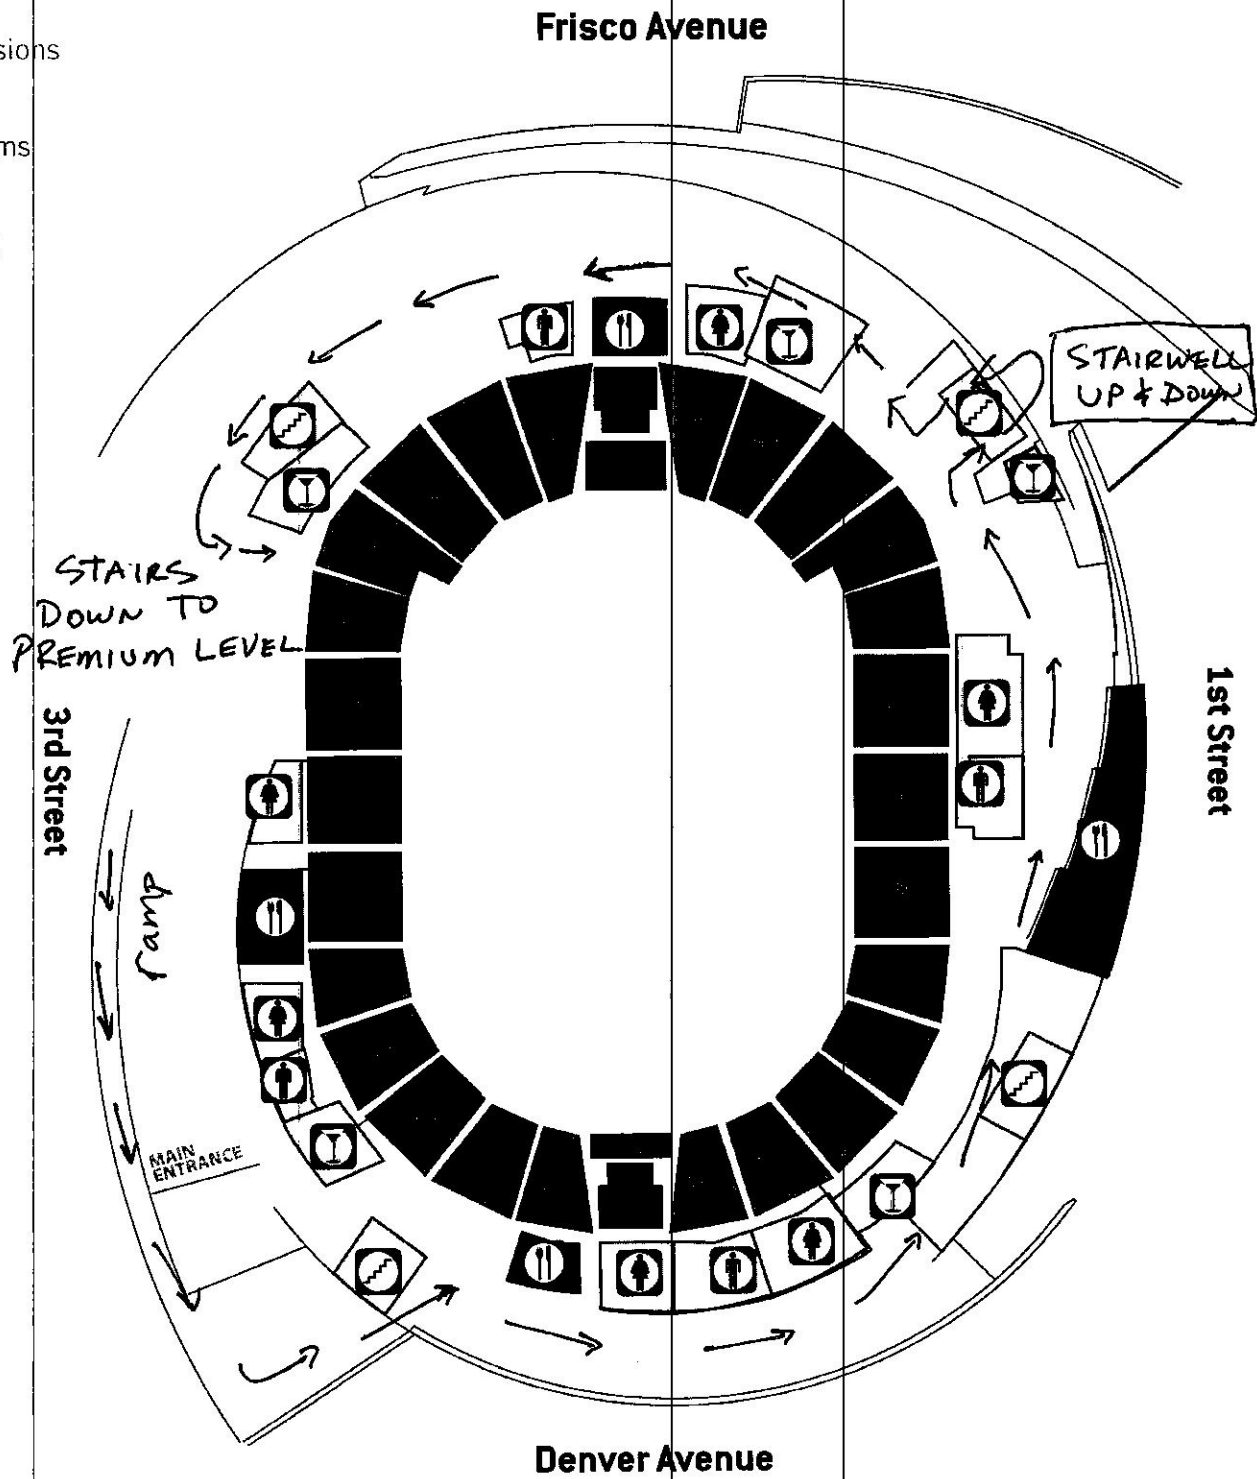 Frisco Avenue
sions
ms
STAIRWELL
UP & DOWN
STAIRS
DOWN TO
PREMIUM LEVEL
3rd Street
1st Street
ramp
MAIN
ENTRANCE
Denver Avenue